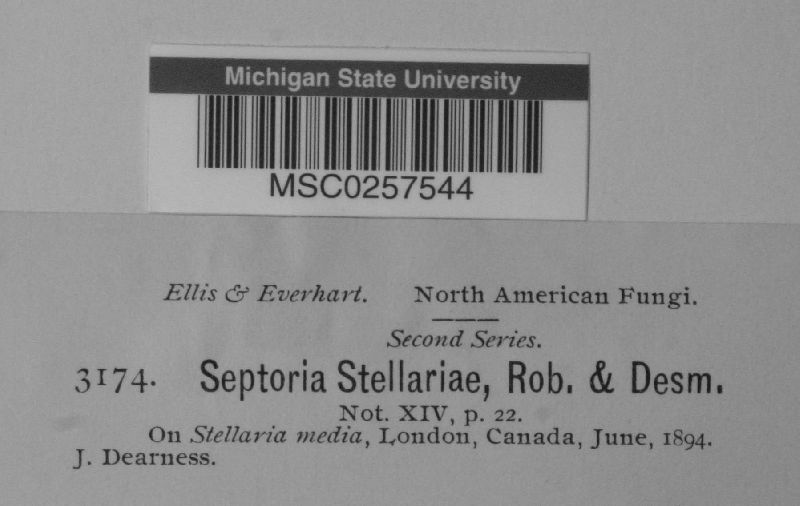 Michigan State University
MSC0257544
Ellis & Everhart. North American Fungi.
Second Series.
3174. Septoria Stellariae, Rob. & Desm.
Not. XIV, p. 22.
On Stellaria media, London, Canada, June, 1894.
J. Dearness.